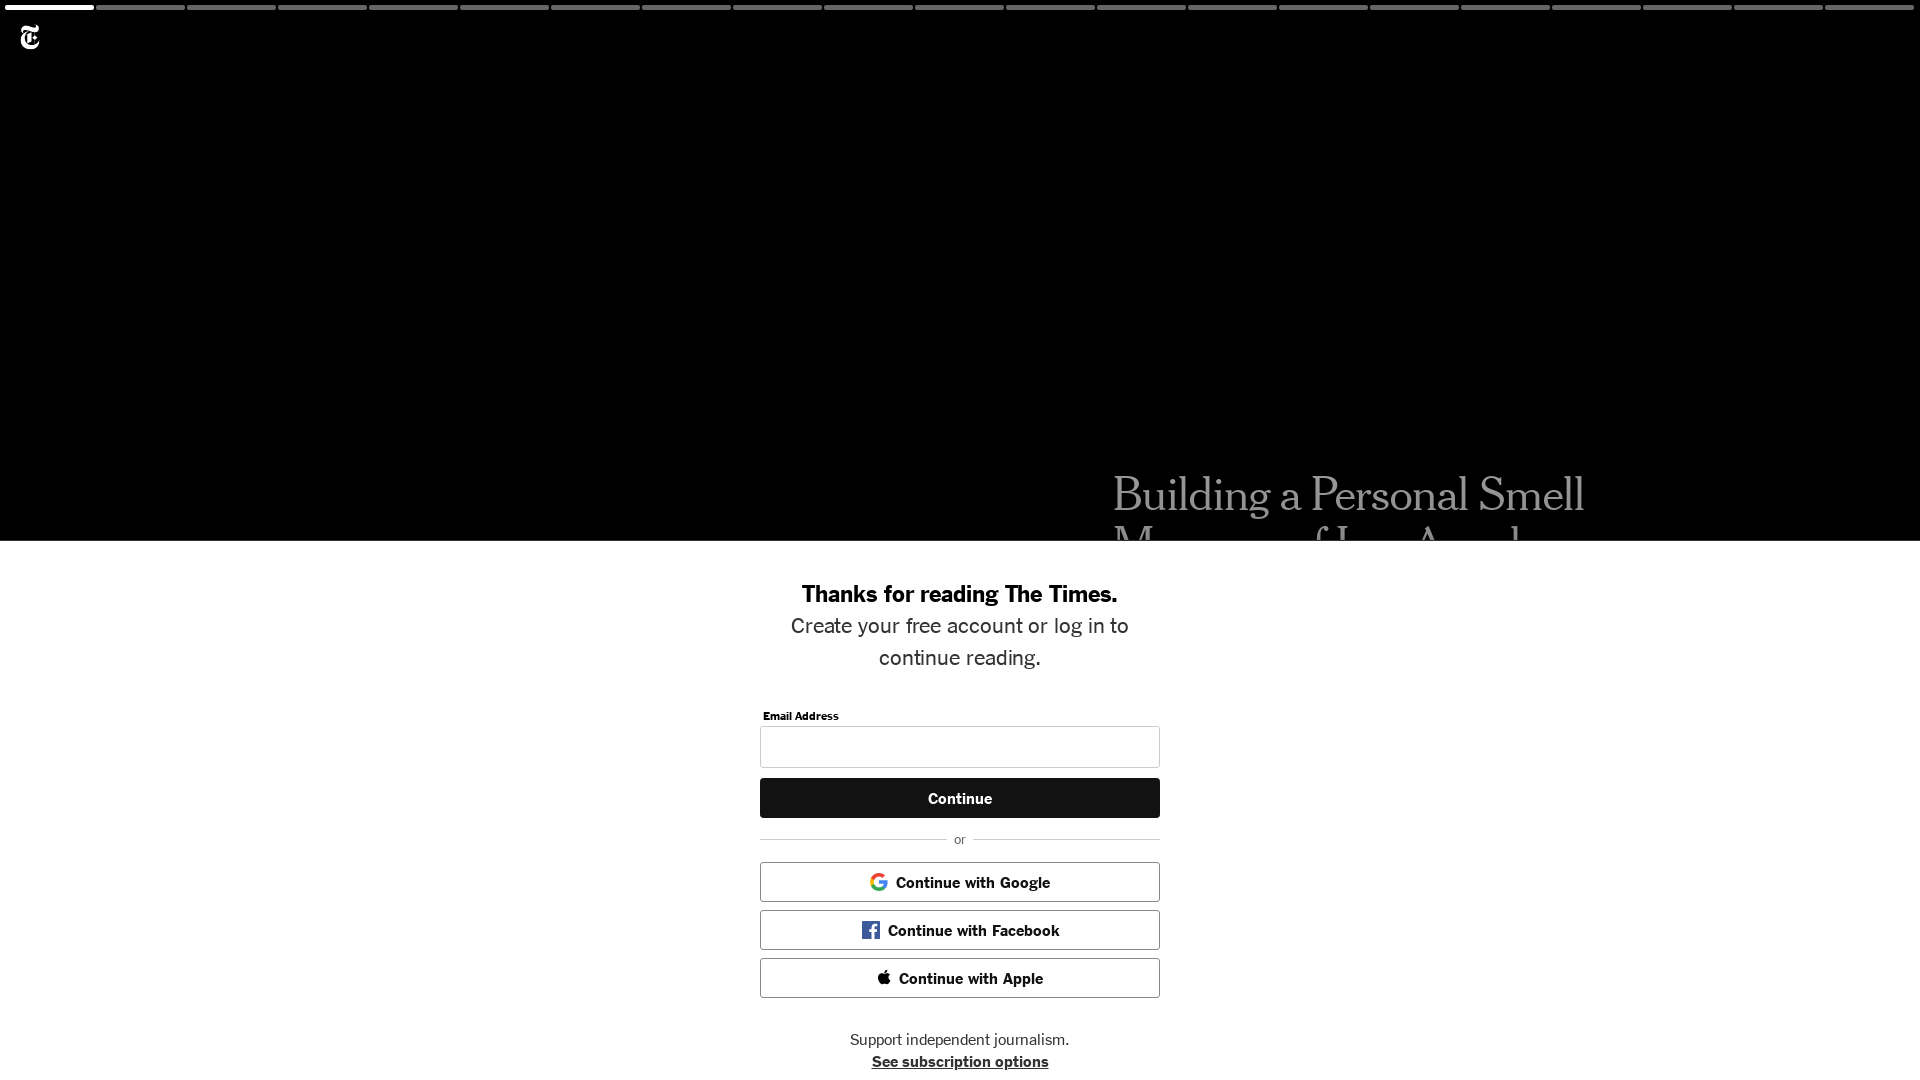 Building a Personal Smell
Thanks for reading The Times.
Create your free account or log in to
continue reading.
Email Address
Continue
or
Continue with Google
Continue with Facebook
Continue with Apple
Support independent journalism.
See subscription options